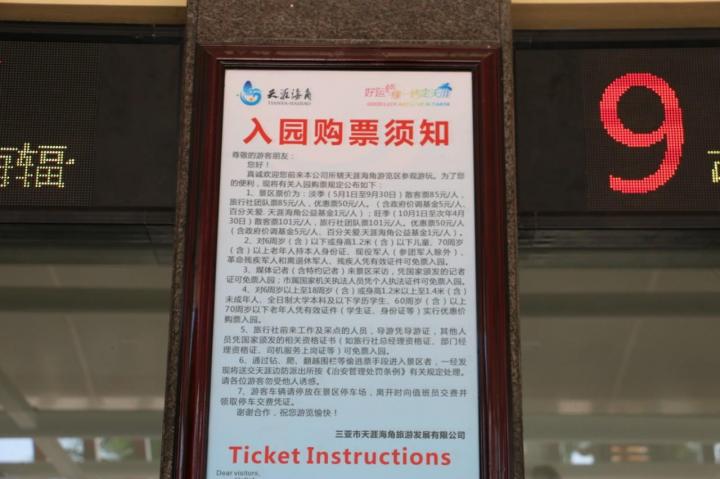 天涯海角
TIANYA-HAIJIAO
入园购票须知
尊敬的游客朋友：
您好！
真诚欢迎您前来本公司所辖天涯海角游览区参观游玩。为了您
的便利，现将有关入园购票规定公布如下：
1、景区票价为：淡季（5月1日至9月30日）散客票85元/人，
旅行社团队票85元/人，优惠票50元/人。（含政府价调基金5元/人，
百分关爱.天涯海角公益基金1元/人）；旺季（10月1日至次年4月
30日）散客票101元/人，旅行社团队票101元/人，优惠票50元/人
（含政府价调基金5元/人、百分关爱.天涯海角公益基金1元/人）。
2、对6周岁（含）以下或身高1.2米（含）以下儿童、70周岁
（含）以上老年人持本人身份证、现役军人（参团军人除外）、
革命残疾军人和离退休军人、残疾人凭有效证件可免票入园。
3、媒体记者（含特约记者）来景区采访，凭国家颁发的记者
证可免票入园；市属国家机关执法人员凭个人执法证件可免票入园。
4、对6周岁以上至18周岁（含）或身高1.2米以上至1.4米（含）
未成年人、全日制大学本科及以下学历学生、60周岁（含）以上
70周岁以下老年人凭有效证件（学生证、身份证等）实行优惠价
购票入园。
5、旅行社前来工作及采点的人员，导游凭导游证，其他人
员凭国家颁发的相关资格证书（如旅行社总经理资格证、部门经
理资格证、司机服务上岗证等）可免票入园。
6、通过钻、爬、翻越围栏等偷逃票手段进入景区者，一经发
现将送交天涯边防派出所按《治安管理处罚条例》有关规定处理。
请各位游客勿受他人诱惑。
7、游客车辆请停放在景区停车场，离开时向值班员交费并
领取停车交费凭证。
谢谢合作，祝您游览愉快！
三亚市天涯海角旅游发展有限公司
Ticket Instructions
Dear visitors,
福
9